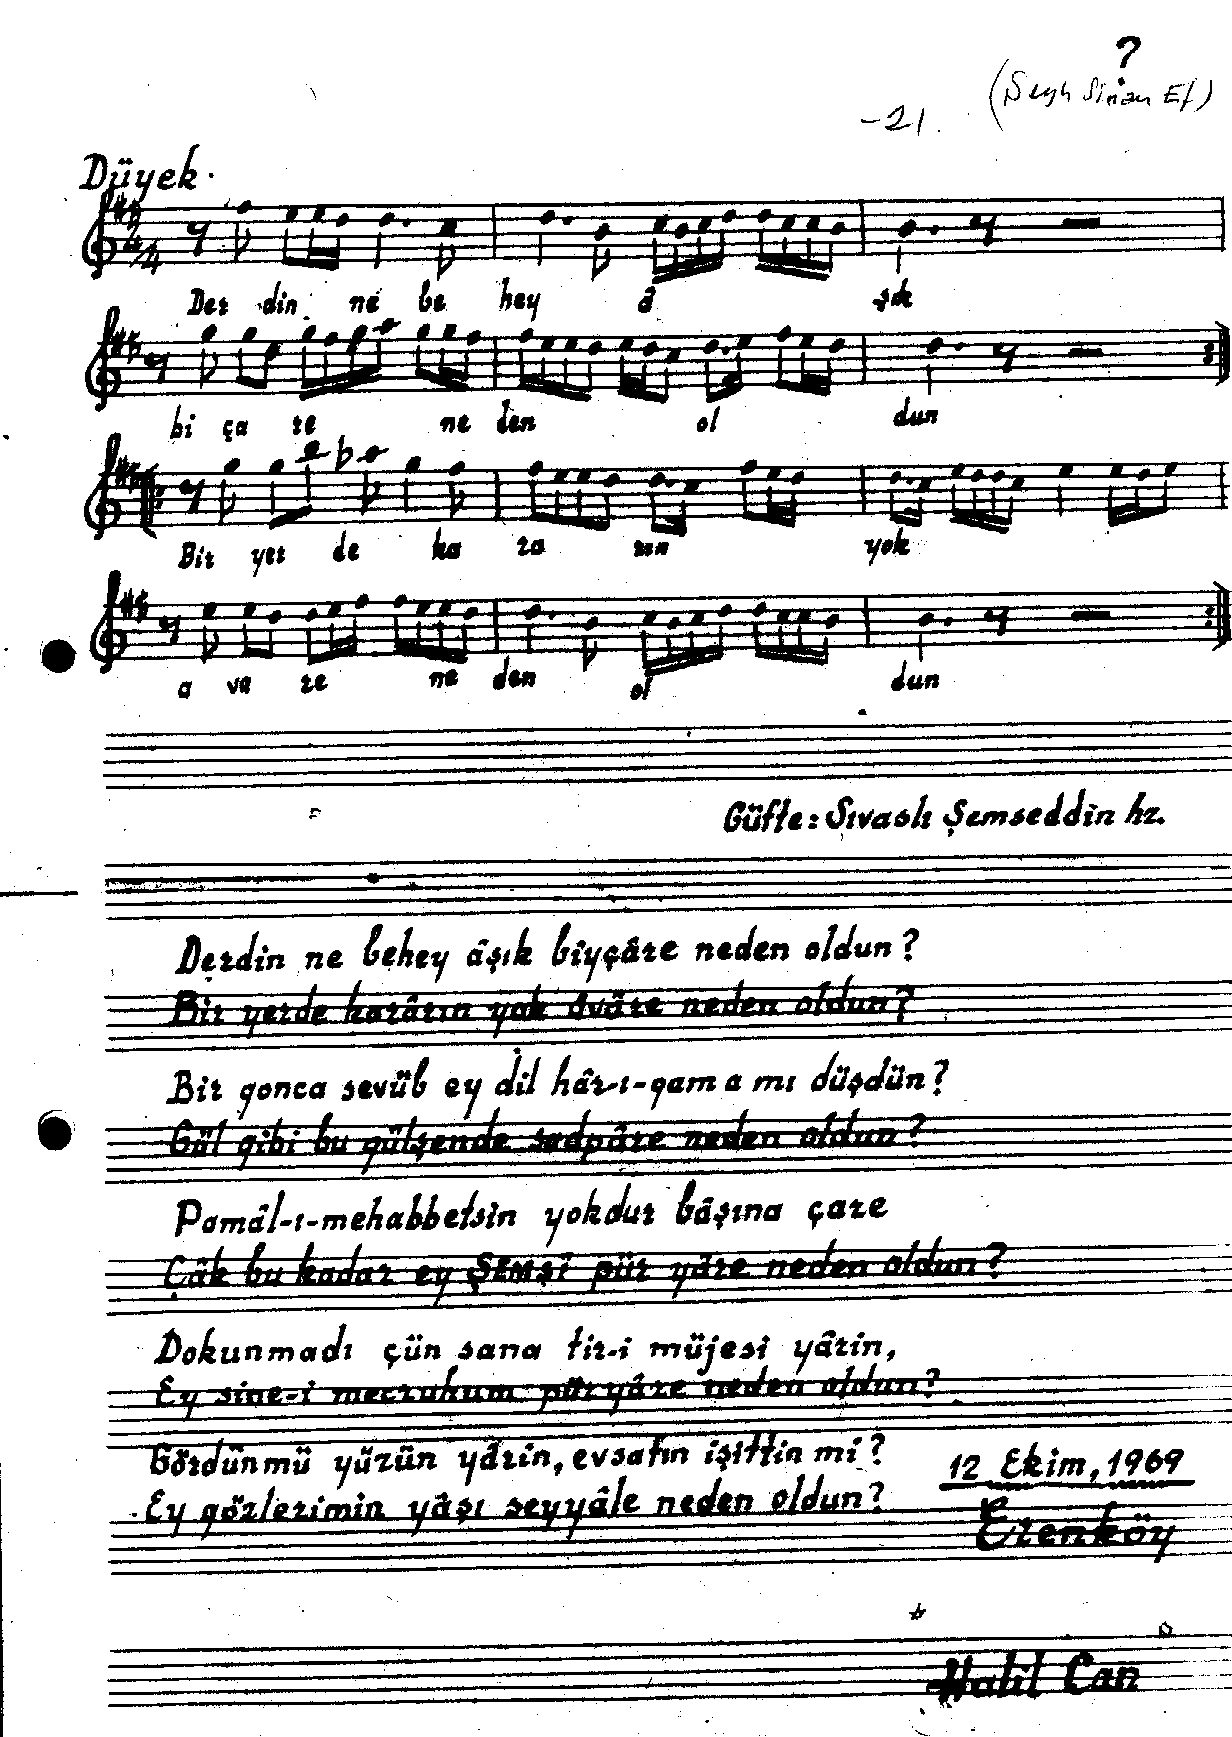 ?
(Şeyh Sinan Ef)
-21.
Düyek.
4/4
Der din ne be hey â şık
bi ça re ne den ol dun
Bir yer de ka ra rın yok
a va re ne den ol dun
Güfte: Sıvaslı Şemseddin hz.
Derdin ne behey âşık bîyçâre neden oldun?
Bir yerde karârın yok âvâre neden oldun?
Bir gonca sevüb ey dil hâr-ı-gama mı düşdün?
Gül gibi bu gülşende sadpâre neden oldun?
Pamâl-ı-mehabbetsin yokdur bâşına çare
Çâk bu kadar ey ŞEMSİ pür yâre neden oldun?
Dokunmadı çün sana tir-i müjesi yârin,
Ey sine-i mecruhum pür yâre neden oldun?
Gördünmü yüzün yârin, evsafın işittin mi?
Ey gözlerimin yâşı seyyâle neden oldun?
12 Ekim, 1969
Erenköy
Halil Can